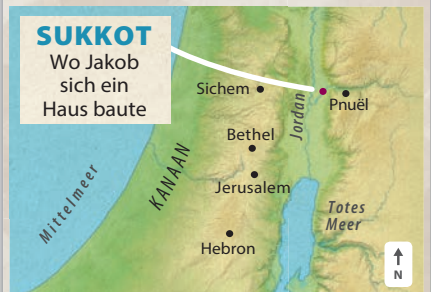 SUKKOT
Wo Jakob
sich ein
Haus baute
Sichem
Pnuël
Jordan
Bethel
KANAAN
Mittelmeer
Jerusalem
Totes
Meer
Hebron
N